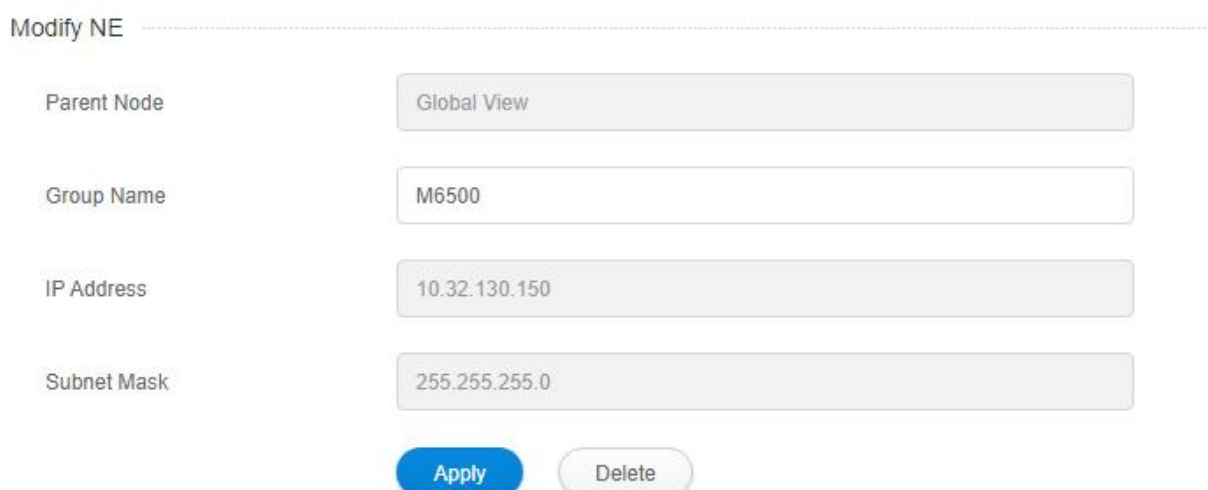 Modify NE
Parent Node Global View
Group Name M6500
IP Address 10.32.130.150
Subnet Mask 255.255.255.0
Apply Delete